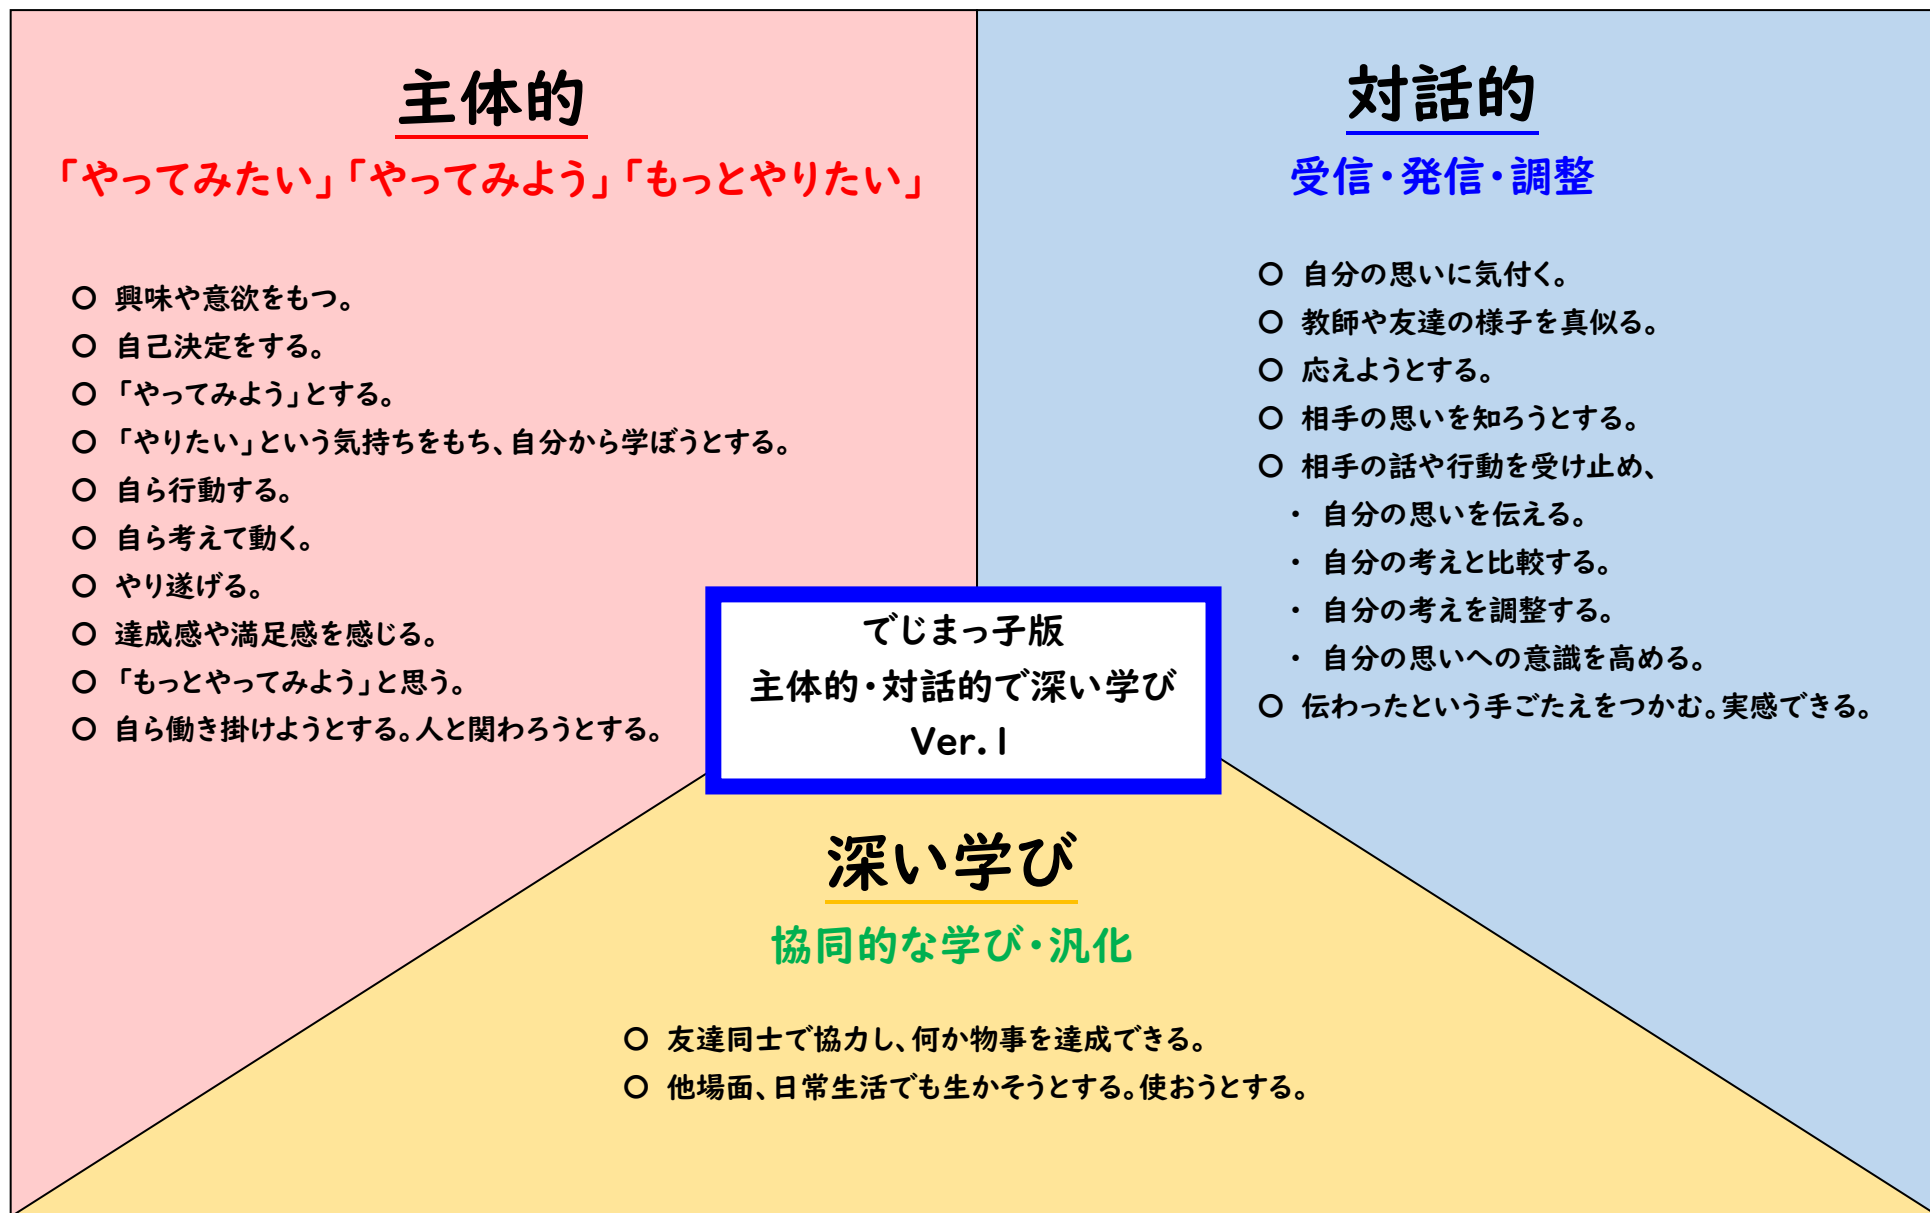 主体的
「やってみたい」「やってみよう」「もっとやりたい」
〇 興味や意欲をもつ。
〇 自己決定をする。
〇 「やってみよう」とする。
〇 「やりたい」という気持ちをもち、自分から学ぼうとする。
〇 自ら行動する。
〇 自ら考えて動く。
〇 やり遂げる。
〇 達成感や満足感を感じる。
〇 「もっとやってみよう」と思う。
〇 自ら働き掛けようとする。人と関わろうとする。
対話的
受信・発信・調整
〇 自分の思いに気付く。
〇 教師や友達の様子を真似る。
〇 応えようとする。
〇 相手の思いを知ろうとする。
〇 相手の話や行動を受け止め、
・ 自分の思いを伝える。
・ 自分の考えと比較する。
・ 自分の考えを調整する。
・ 自分の思いへの意識を高める。
〇 伝わったという手ごたえをつかむ。実感できる。
でじまっ子版
主体的・対話的で深い学び
Ver.1
深い学び
協同的な学び・汎化
〇 友達同士で協力し、何か物事を達成できる。
〇 他場面、日常生活でも生かそうとする。使おうとする。